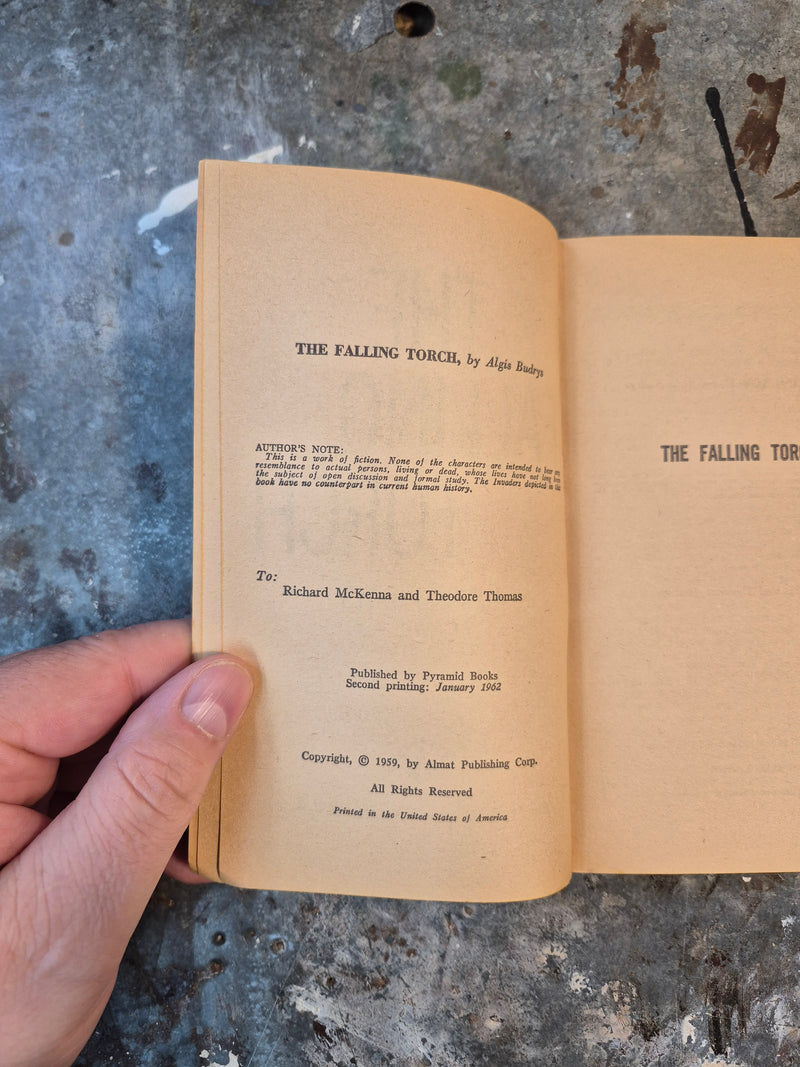 THE FALLING TORCH, by Algis Budrys
AUTHOR'S NOTE:
This is a work of fiction. None of the characters are intended to bear any
resemblance to actual persons, living or dead, whose lives have not long been
the subject of open discussion and formal study. The Invaders depicted in this
book have no counterpart in current human history.
To:
Richard McKenna and Theodore Thomas
Published by Pyramid Books
Second printing: January 1962
Copyright, © 1959, by Almat Publishing Corp.
All Rights Reserved
Printed in the United States of America
THE FALLING TOR